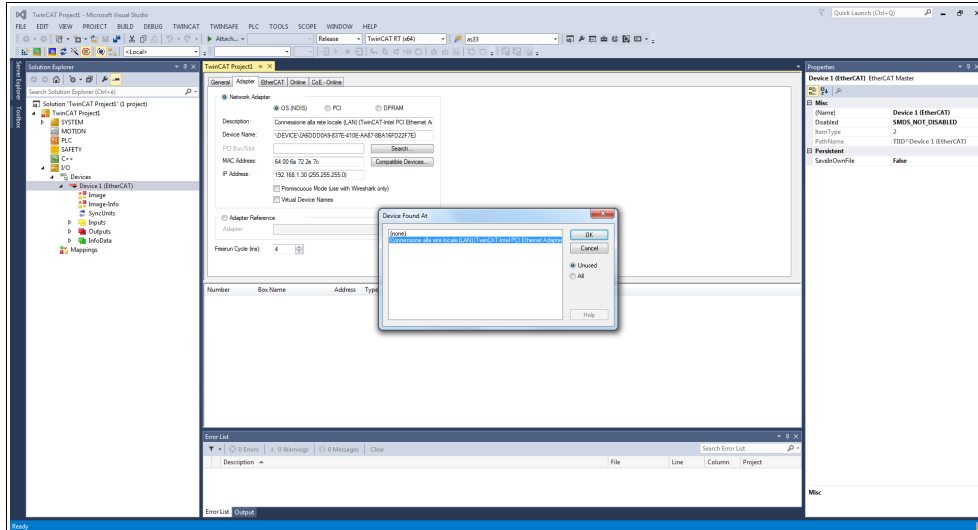 TwinCAT Project1 - Microsoft Visual Studio
Quick Launch (Ctrl+Q)
FILE EDIT VIEW PROJECT BUILD DEBUG TWINCAT TWINSAFE PLC TOOLS SCOPE WINDOW HELP
Attach... Release TwinCAT RT (x64) as33
<Local>
Server Explorer
Toolbox
Solution Explorer
Search Solution Explorer (Ctrl+è)
Solution 'TwinCAT Project1' (1 project)
TwinCAT Project1
SYSTEM
MOTION
PLC
SAFETY
C++
I/O
Devices
Device 1 (EtherCAT)
Image
Image-Info
SyncUnits
Inputs
Outputs
InfoData
Mappings
TwinCAT Project1
General Adapter EtherCAT Online CoE - Online
Network Adapter
OS (NDIS) PCI DPRAM
Description: Connessione alla rete locale (LAN) (TwinCAT-Intel PCI Ethernet A
Device Name:
PCI Bus/Slot Search...
MAC Address: 64 00 6a 72 2e 7c Compatible Devices...
IP Address: 192.168.1.30 (255.255.255.0)
Promiscuous Mode (use with Wireshark only)
Virtual Device Names
Adapter Reference
Adapter:
Freerun Cycle (ms): 4
Device Found At
(none)
Connessione alla rete locale (LAN) (TwinCAT-Intel PCI Ethernet Adapter
OK
Cancel
Unused
All
Help
Number Box Name Address Type
Error List
0 Errors 0 Warnings 0 Messages Clear
Search Error List
Description File Line Column Project
Error List Output
Properties
Device 1 (EtherCAT) EtherCAT Master
Misc
(Name) Device 1 (EtherCAT)
Disabled SMDS_NOT_DISABLED
ItemType 2
PathName TIID^Device 1 (EtherCAT)
Persistent
SaveInOwnFile False
Misc
Ready